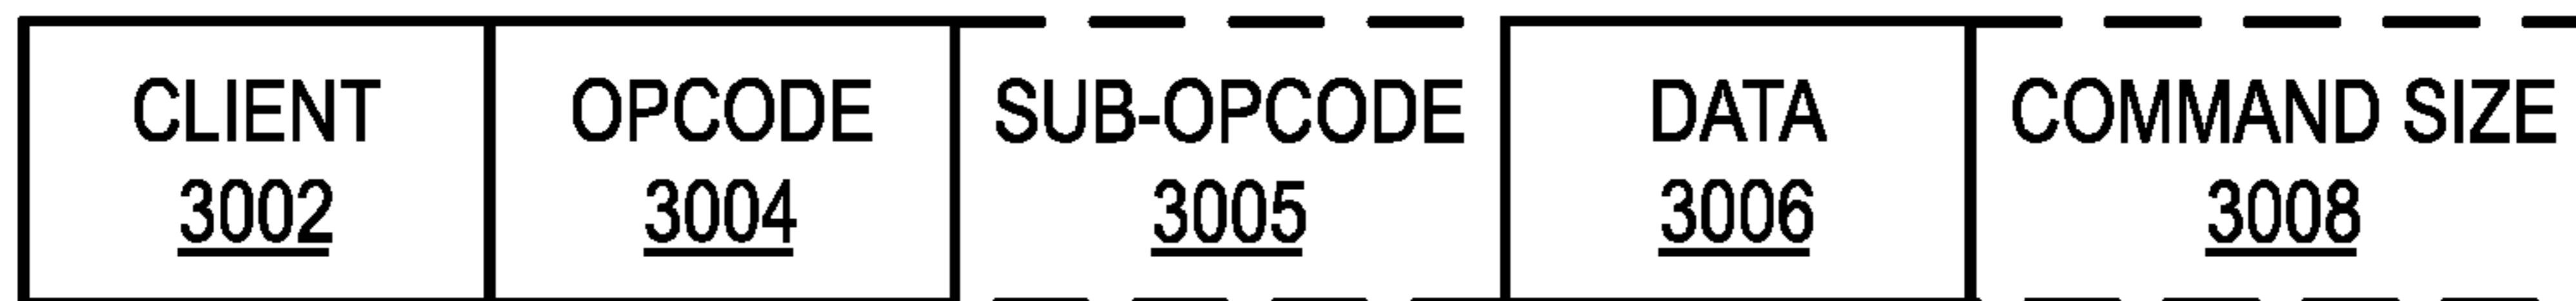 CLIENT OPCODE SUB-OPCODE DATA COMMAND SIZE
3002 3004 3005 3006 3008